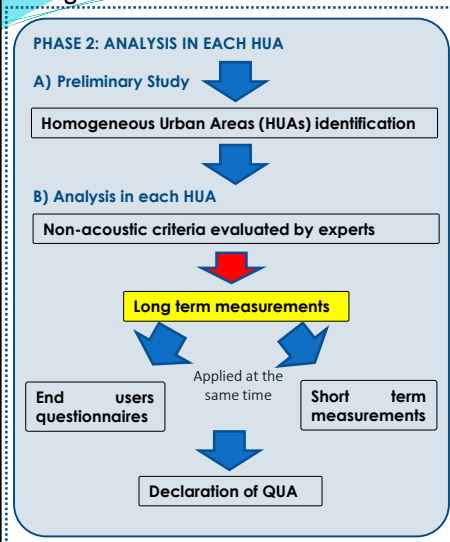 PHASE 2: ANALYSIS IN EACH HUA
A) Preliminary Study
Homogeneous Urban Areas (HUAs) identification
B) Analysis in each HUA
Non-acoustic criteria evaluated by experts
Long term measurements
Applied at the
same time
End users
questionnaires
Short term
measurements
Declaration of QUA